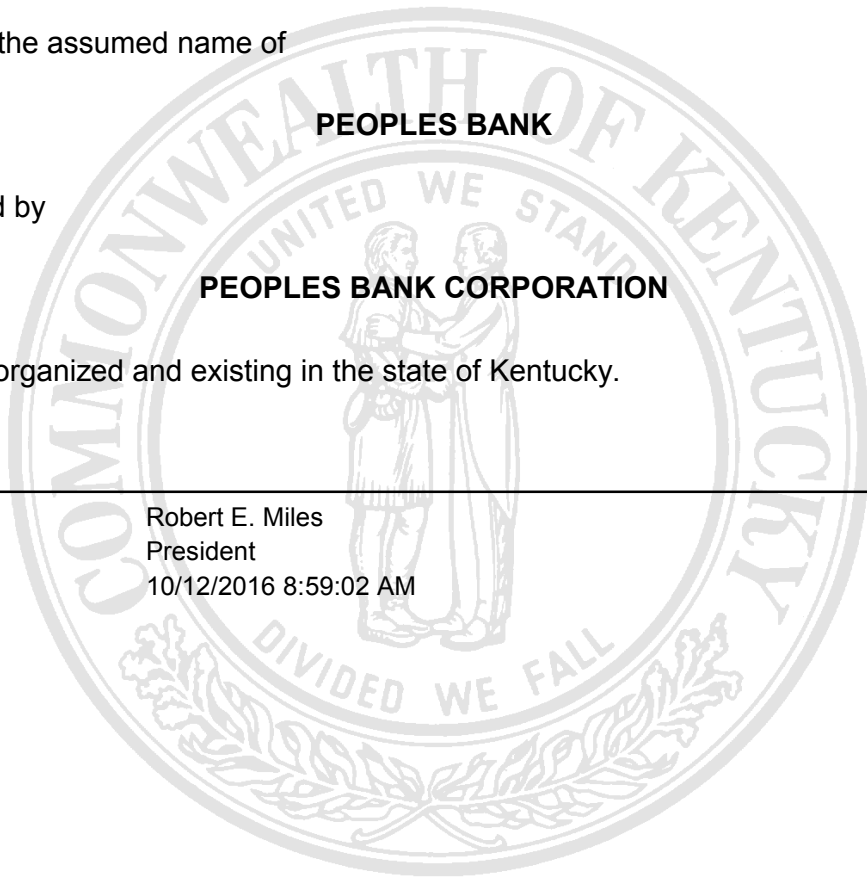 the assumed name of
PEOPLES BANK
d by
PEOPLES BANK CORPORATION
organized and existing in the state of Kentucky.
Robert E. Miles
President
10/12/2016 8:59:02 AM
COMMONWEALTH OF KENTUCKY
UNITED WE STAND
DIVIDED WE FALL